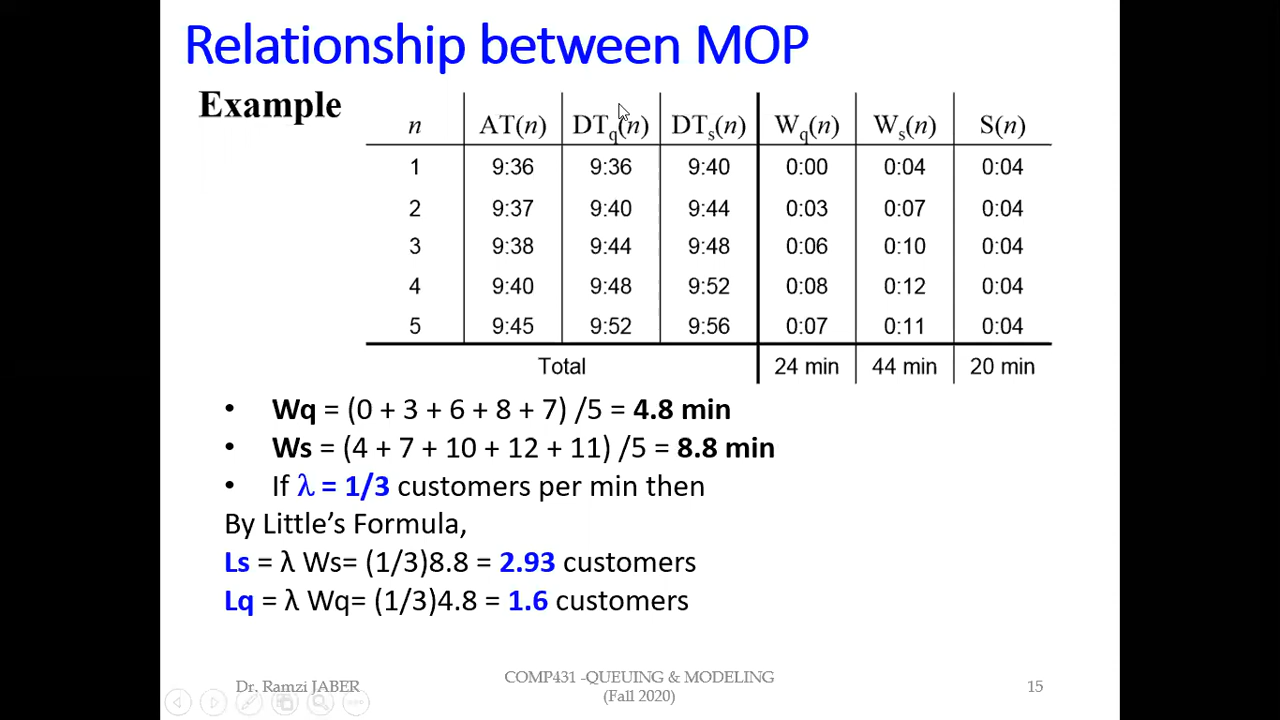 Relationship between MOP
Example
n AT(n) DTq(n) DTs(n) Wq(n) Ws(n) S(n)
1 9:36 9:36 9:40 0:00 0:04 0:04
2 9:37 9:40 9:44 0:03 0:07 0:04
3 9:38 9:44 9:48 0:06 0:10 0:04
4 9:40 9:48 9:52 0:08 0:12 0:04
5 9:45 9:52 9:56 0:07 0:11 0:04
Total 24 min 44 min 20 min
• Wq = (0 + 3 + 6 + 8 + 7) /5 = 4.8 min
• Ws = (4 + 7 + 10 + 12 + 11) /5 = 8.8 min
• If λ = 1/3 customers per min then
By Little’s Formula,
Ls = λ Ws= (1/3)8.8 = 2.93 customers
Lq = λ Wq= (1/3)4.8 = 1.6 customers
Dr. Ramzi JABER
COMP431 -QUEUING & MODELING
(Fall 2020)
15